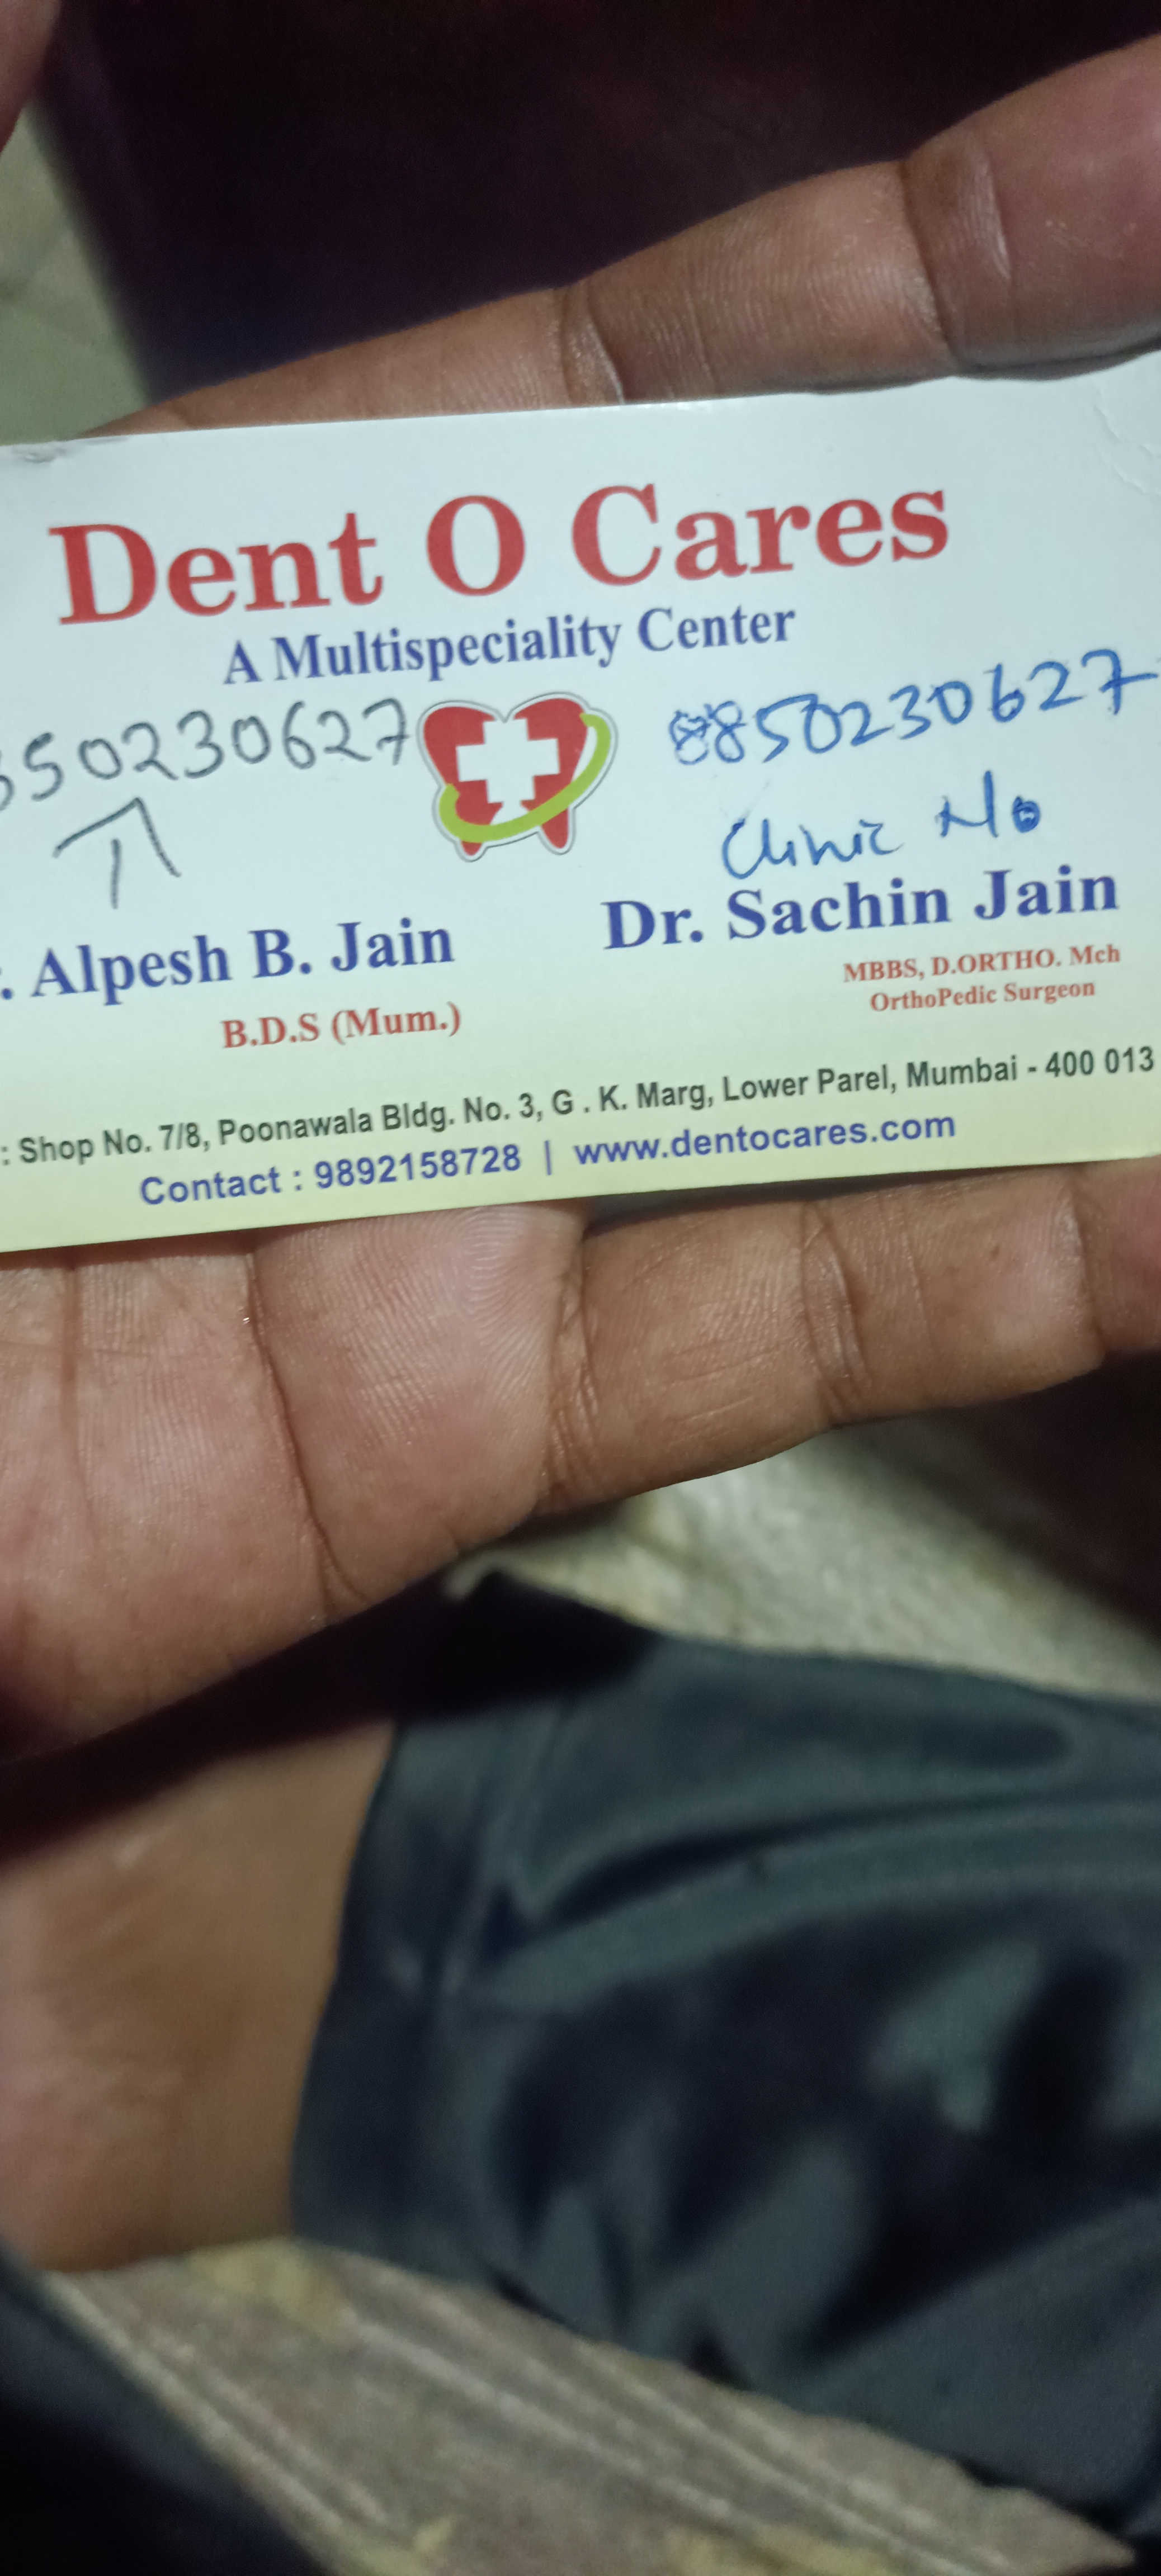 Dent O Cares
A Multispeciality Center
50230627
8850230627
Clinic No
. Alpesh B. Jain
Dr. Sachin Jain
B.D.S (Mum.)
MBBS, D.ORTHO. Mch
OrthoPedic Surgeon
: Shop No. 7/8, Poonawala Bldg. No. 3, G . K. Marg, Lower Parel, Mumbai - 400 013
Contact : 9892158728 | www.dentocares.com